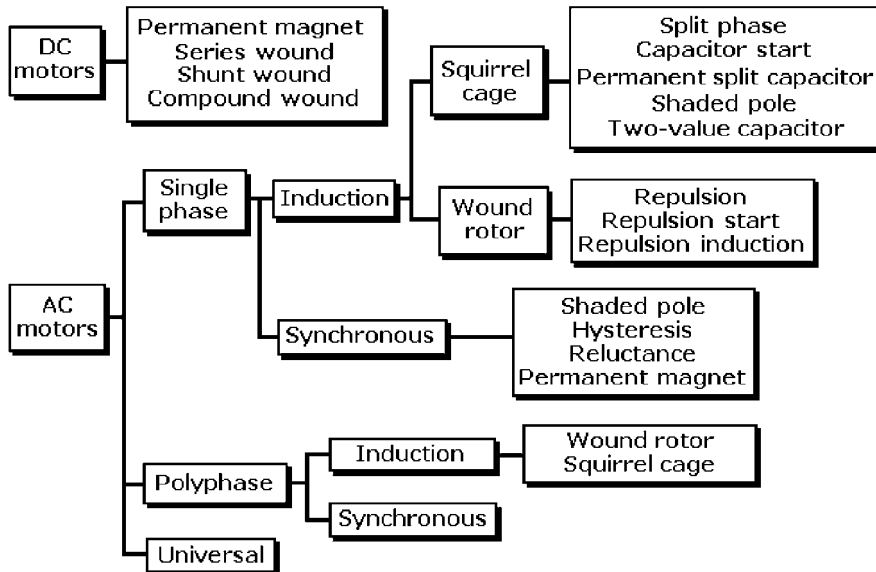 DC
motors
Permanent magnet
Series wound
Shunt wound
Compound wound
Squirrel
cage
Split phase
Capacitor start
Permanent split capacitor
Shaded pole
Two-value capacitor
Single
phase
Induction
Wound
rotor
Repulsion
Repulsion start
Repulsion induction
AC
motors
Synchronous
Shaded pole
Hysteresis
Reluctance
Permanent magnet
Polyphase
Induction
Wound rotor
Squirrel cage
Synchronous
Universal